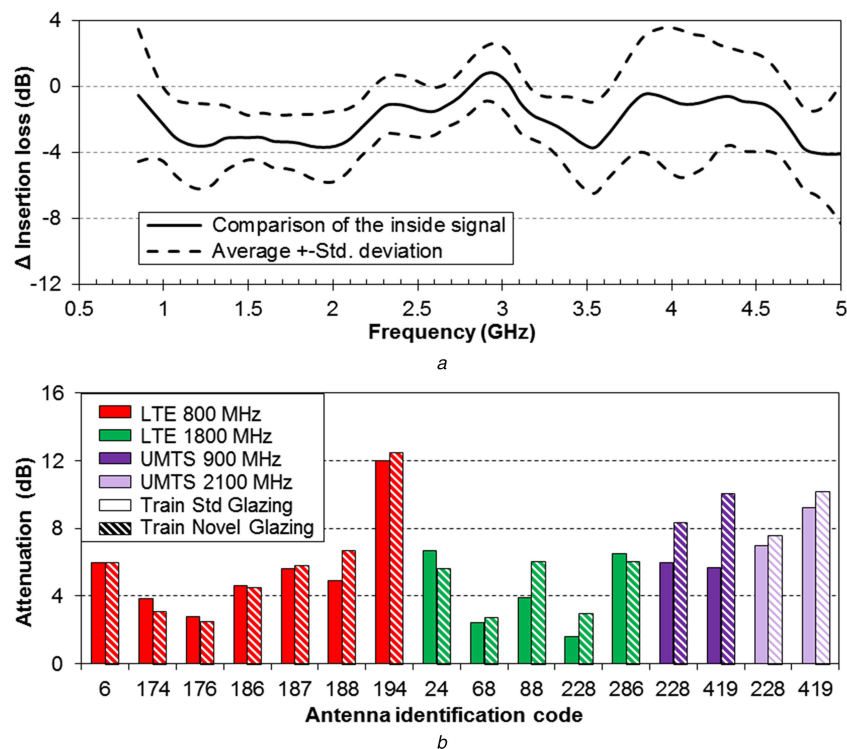 4
0
-4
-8
-12
Δ Insertion loss (dB)
Comparison of the inside signal
Average +-Std. deviation
0.5 1 1.5 2 2.5 3 3.5 4 4.5 5
Frequency (GHz)
a
16
12
8
4
0
Attenuation (dB)
LTE 800 MHz
LTE 1800 MHz
UMTS 900 MHz
UMTS 2100 MHz
Train Std Glazing
Train Novel Glazing
6 174 176 186 187 188 194 24 68 88 228 286 228 419 228 419
Antenna identification code
b